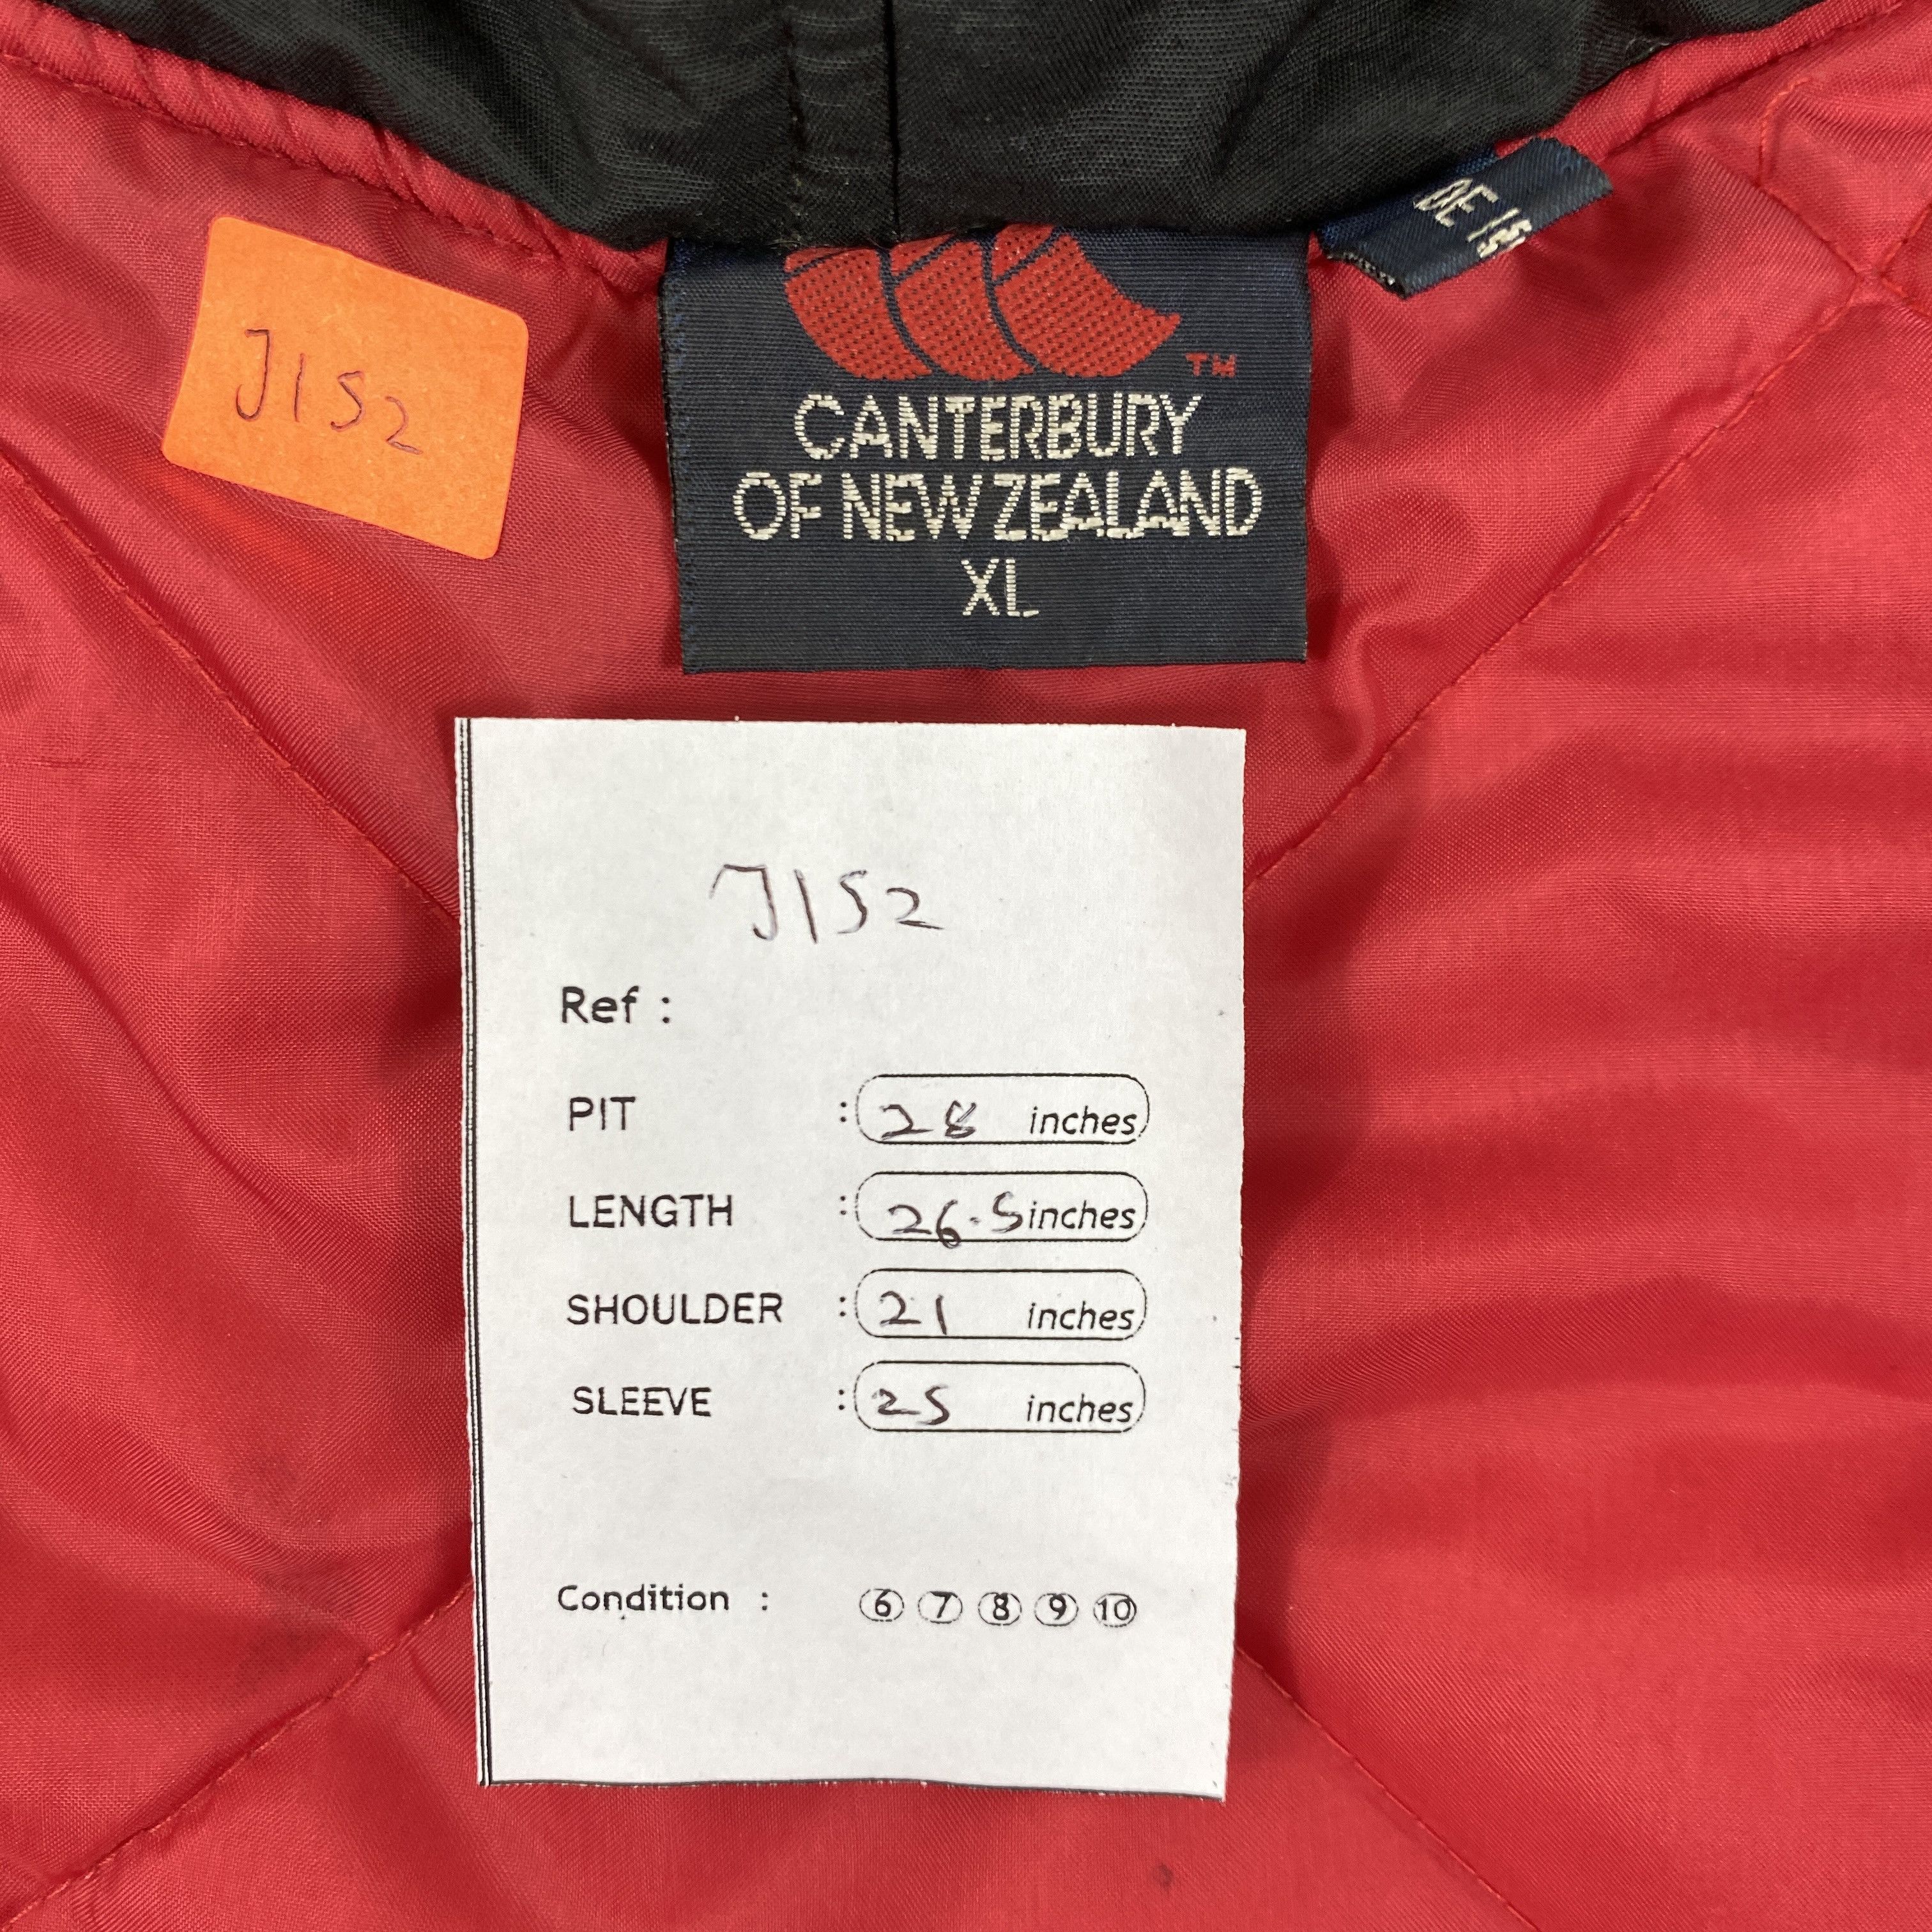 J152
TM
CANTERBURY
OF NEW ZEALAND
XL
J152
Ref :
PIT : 28 inches
LENGTH : 26.5 inches
SHOULDER : 21 inches
SLEEVE : 25 inches
Condition : 6 7 8 9 10